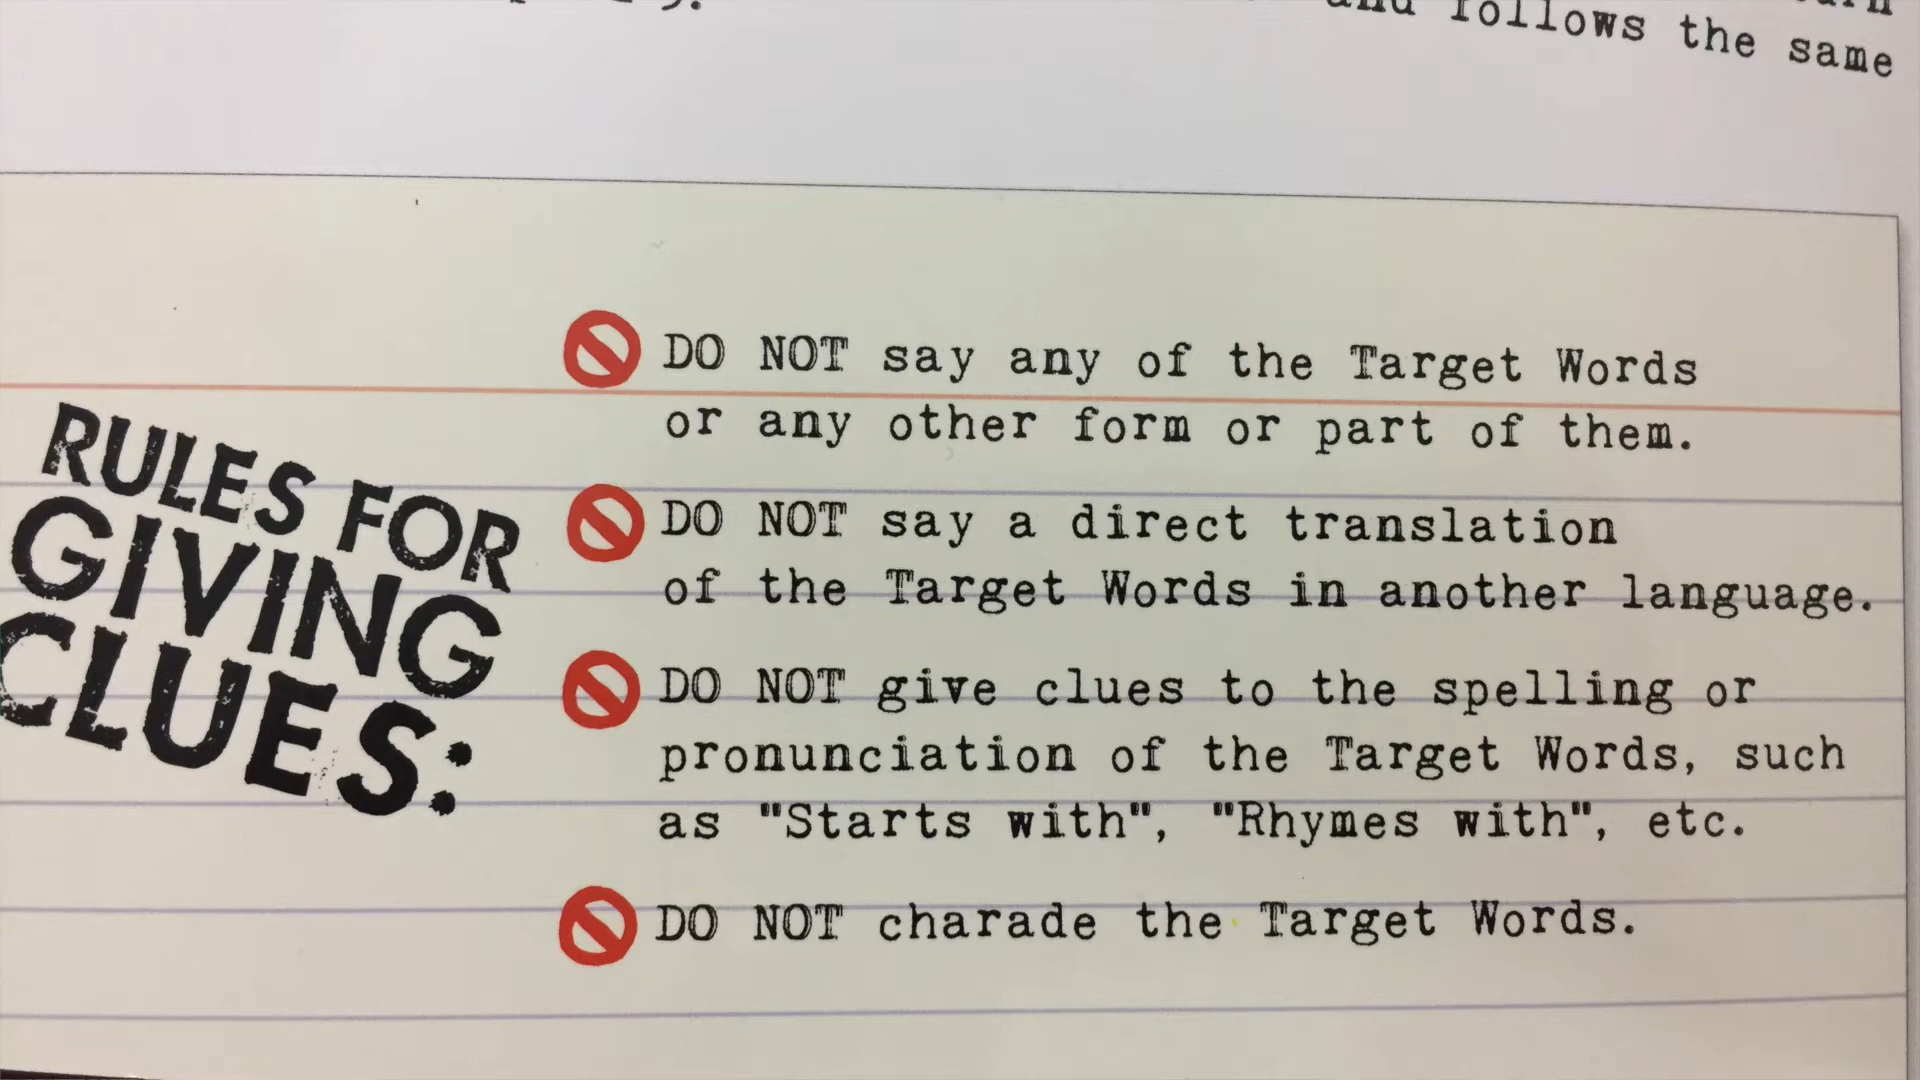 and follows the same
RULES FOR
GIVING
CLUES:
DO NOT say any of the Target Words
or any other form or part of them.
DO NOT say a direct translation
of the Target Words in another language.
DO NOT give clues to the spelling or
pronunciation of the Target Words, such
as "Starts with", "Rhymes with", etc.
DO NOT charade the Target Words.